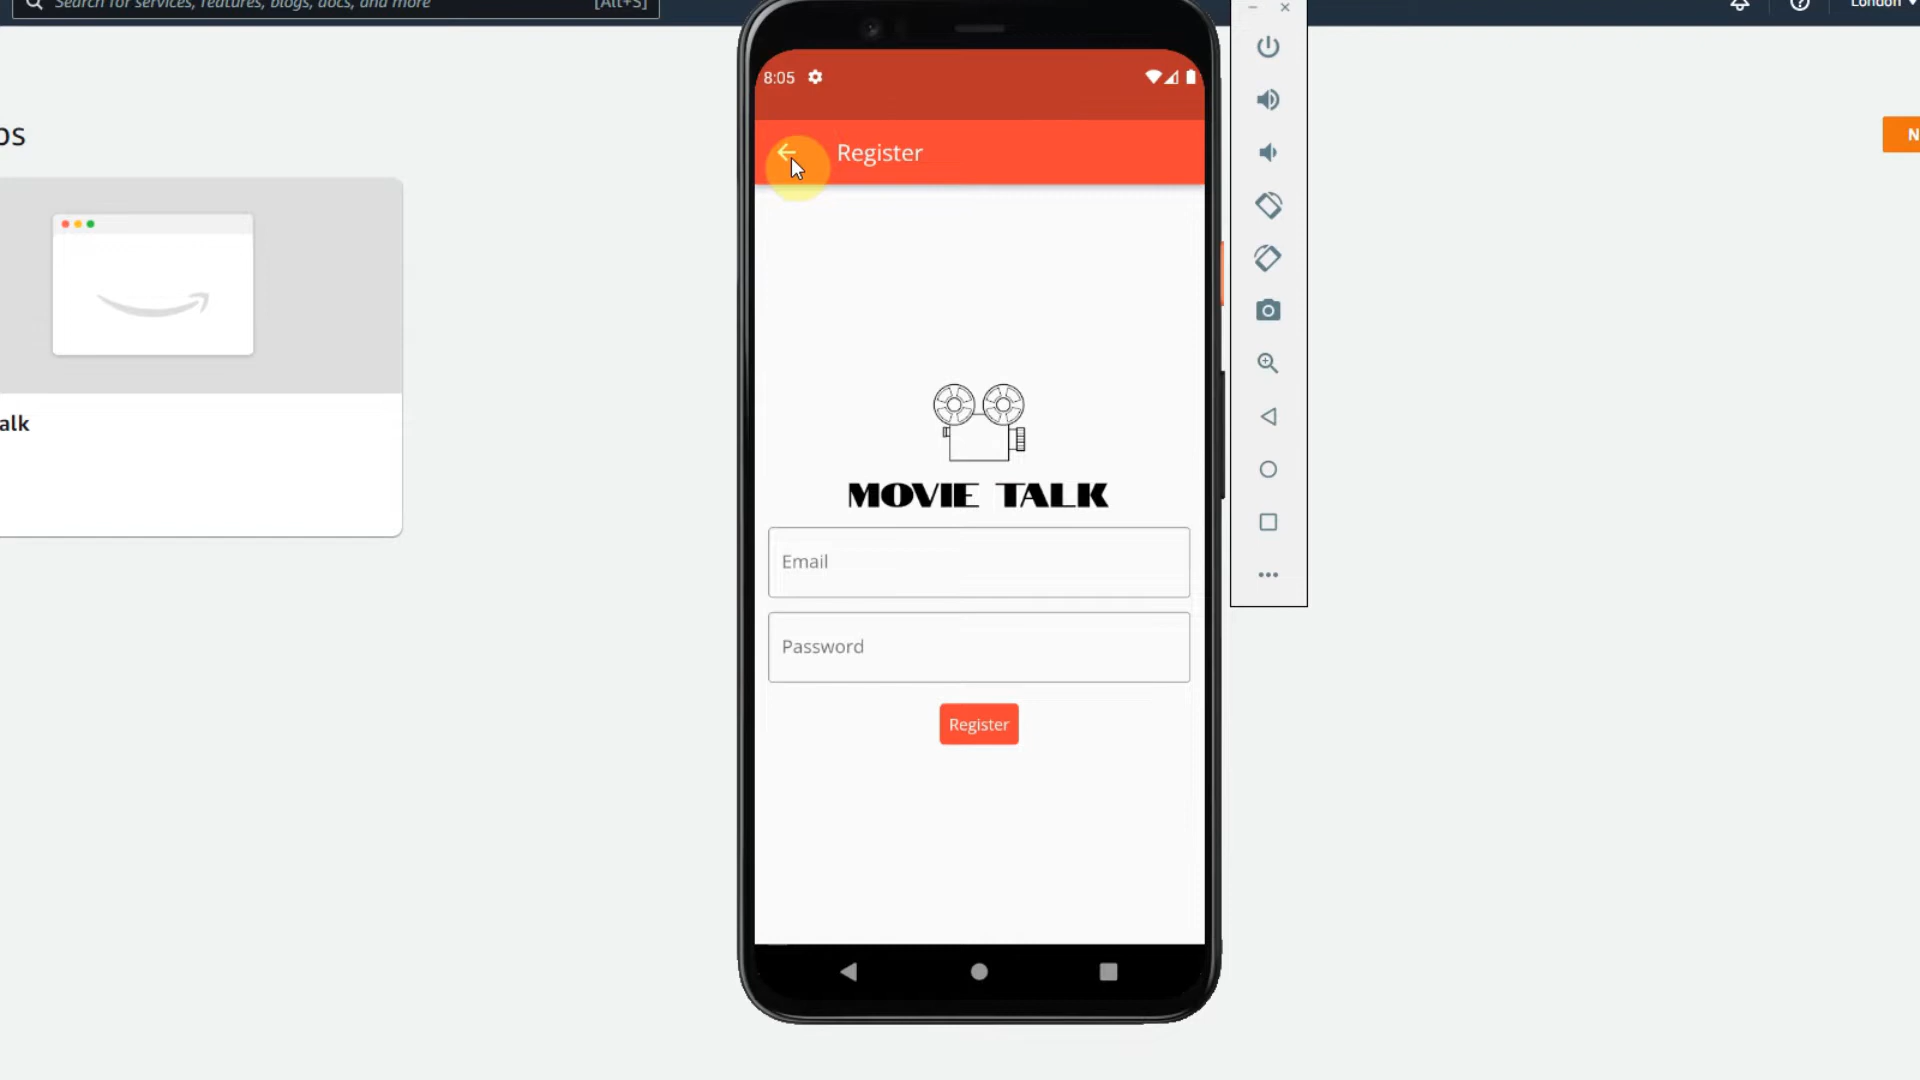 Search for services, features, blogs, docs, and more
[Alt+S]
London
ps
N
alk
8:05
Register
MOVIE TALK
Email
Password
Register